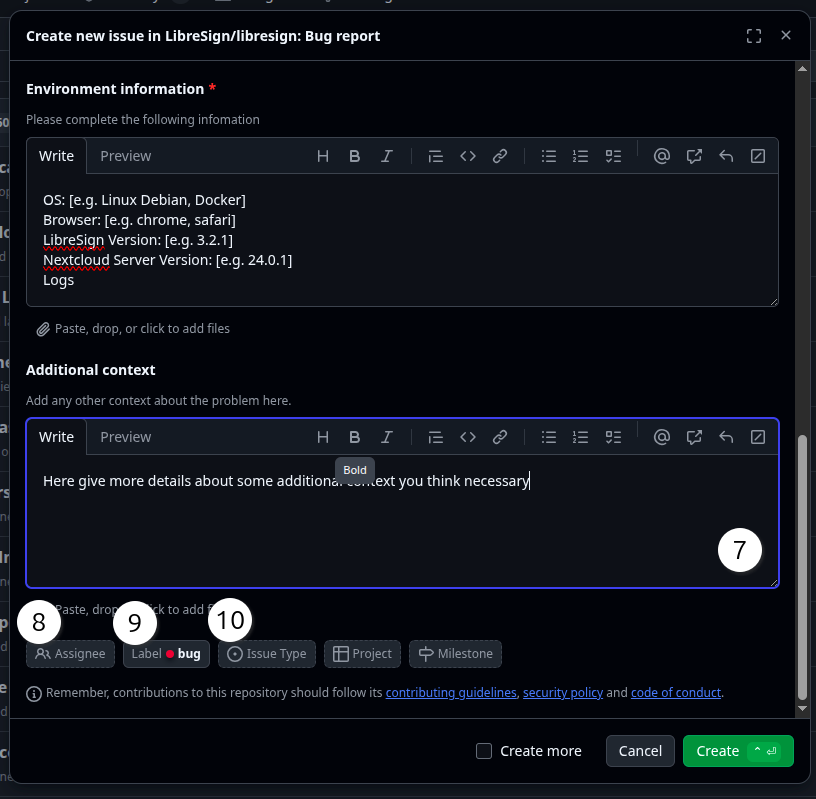 Create new issue in LibreSign/libresign: Bug report
Environment information *
Please complete the following infomation
Write Preview H B I
OS: [e.g. Linux Debian, Docker]
Browser: [e.g. chrome, safari]
LibreSign Version: [e.g. 3.2.1]
Nextcloud Server Version: [e.g. 24.0.1]
Logs
Paste, drop, or click to add files
Additional context
Add any other context about the problem here.
Write Preview H B I
Bold
Here give more details about some additional context you think necessary
7
Paste, drop, click to add
8 9 10
Assignee Label bug Issue Type Project Milestone
Remember, contributions to this repository should follow its contributing guidelines, security policy and code of conduct.
Create more Cancel Create